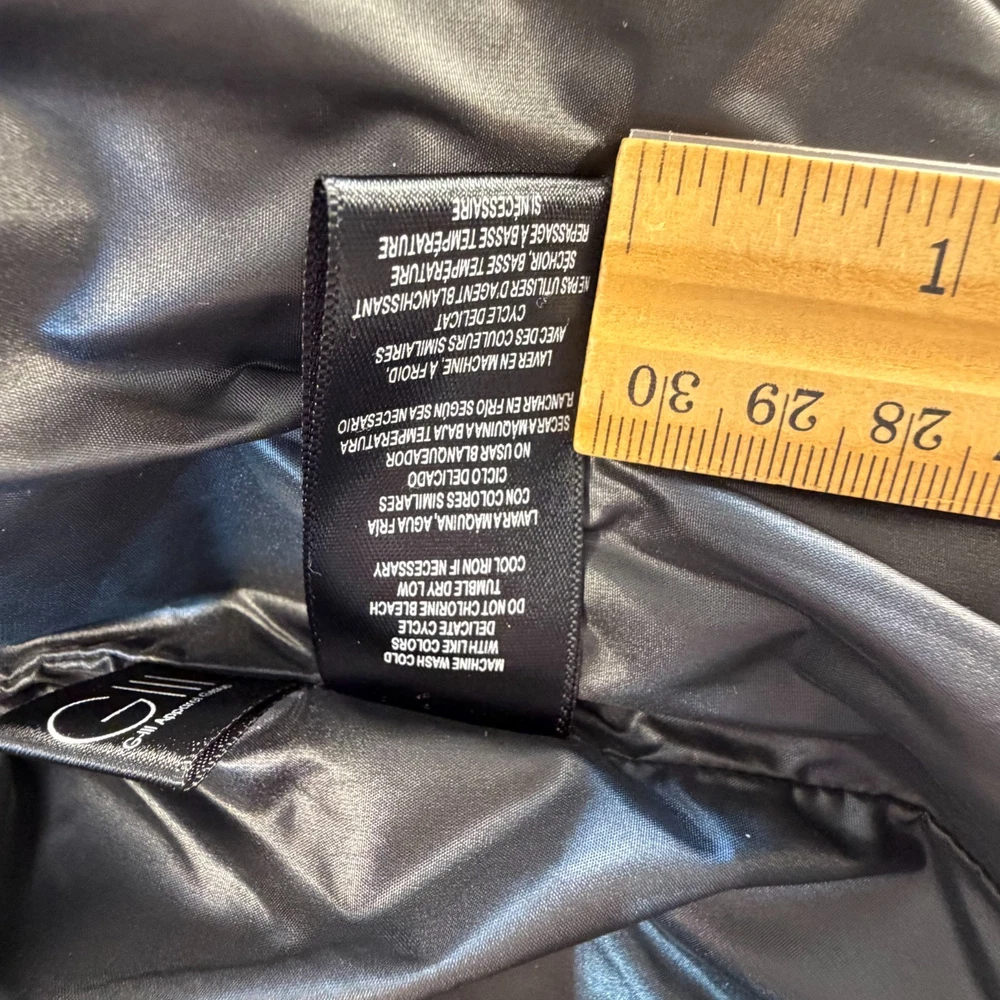 MACHINE WASH COLD
WITH LIKE COLORS
DELICATE CYCLE
DO NOT CHLORINE BLEACH
TUMBLE DRY LOW
COOL IRON IF NECESSARY
LAVAR A MÁQUINA, AGUA FRÍA
CON COLORES SIMILARES
CICLO DELICADO
NO USAR BLANQUEADOR
SECAR A MÁQUINA A BAJA TEMPERATURA
PLANCHAR EN FRÍO SEGÚN SEA NECESARIO
LAVER EN MACHINE, À FROID,
AVEC DES COULEURS SIMILAIRES-
CYCLE DELICAT
NE PAS UTILISER D'AGENT BLANCHISSANT
SÉCHOIR, BASSE TEMPÉRATURE
REPASSAGE À BASSE TEMPÉRATURE
SI NÉCESSAIRE
GIII
G-III Apparel
1
30 29 28